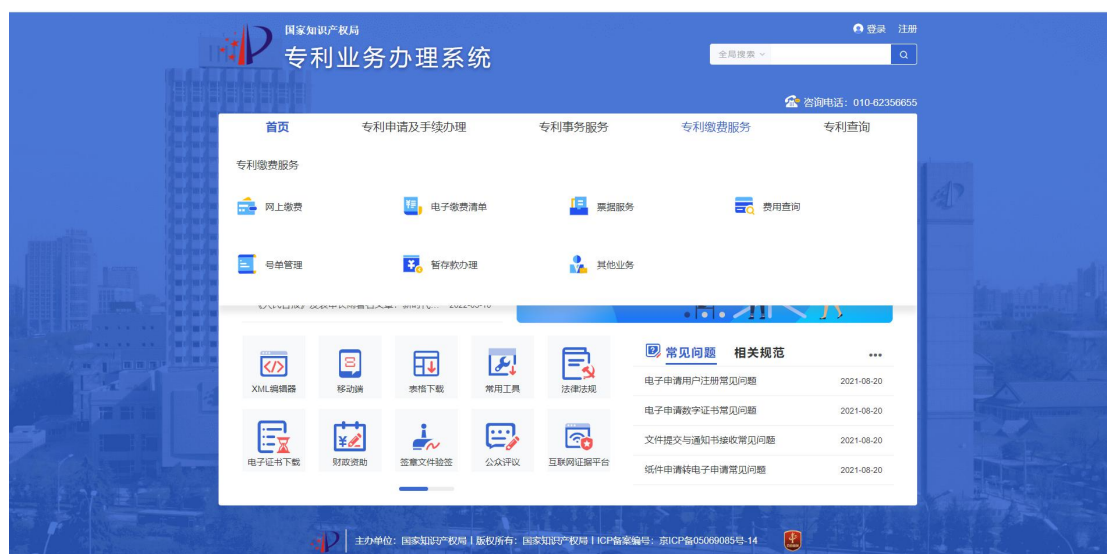 国家知识产权局
专利业务办理系统
登录 注册
全局搜索
咨询电话：010-62356655
首页 专利申请及手续办理 专利事务服务 专利缴费服务 专利查询
专利缴费服务
网上缴费 电子缴费清单 票据服务 费用查询
号单管理 暂存款办理 其他业务
常见问题 相关规范
XML编辑器 移动端 表格下载 常用工具 法律法规
电子申请用户注册常见问题 2021-08-20
电子申请数字证书常见问题 2021-08-20
文件提交与通知书接收常见问题 2021-08-20
电子证书下载 财政资助 签章文件验签 公众评议 互联网证据平台
纸件申请转电子申请常见问题 2021-08-20
主办单位：国家知识产权局 | 版权所有：国家知识产权局 | ICP备案编号：京ICP备05069085号-14